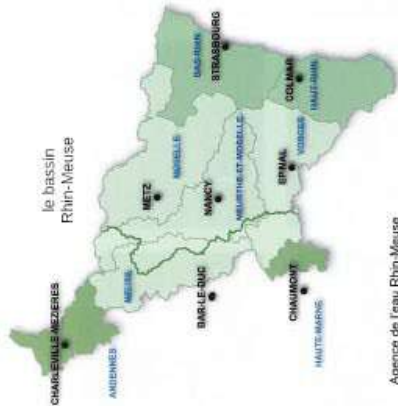 le bassin
Rhin-Meuse
CHARLEVILLE-MEZIERES
ARDENNES
MEUSE
METZ
MOSELLE
BAS-RHIN
STRASBOURG
BAR-LE-DUC
NANCY
MEURTHE-ET-MOSELLE
EPINAL
VOSGES
COLMAR
HAUT-RHIN
CHAUMONT
HAUTE-MARNE
Agence de l'eau Rhin-Meuse